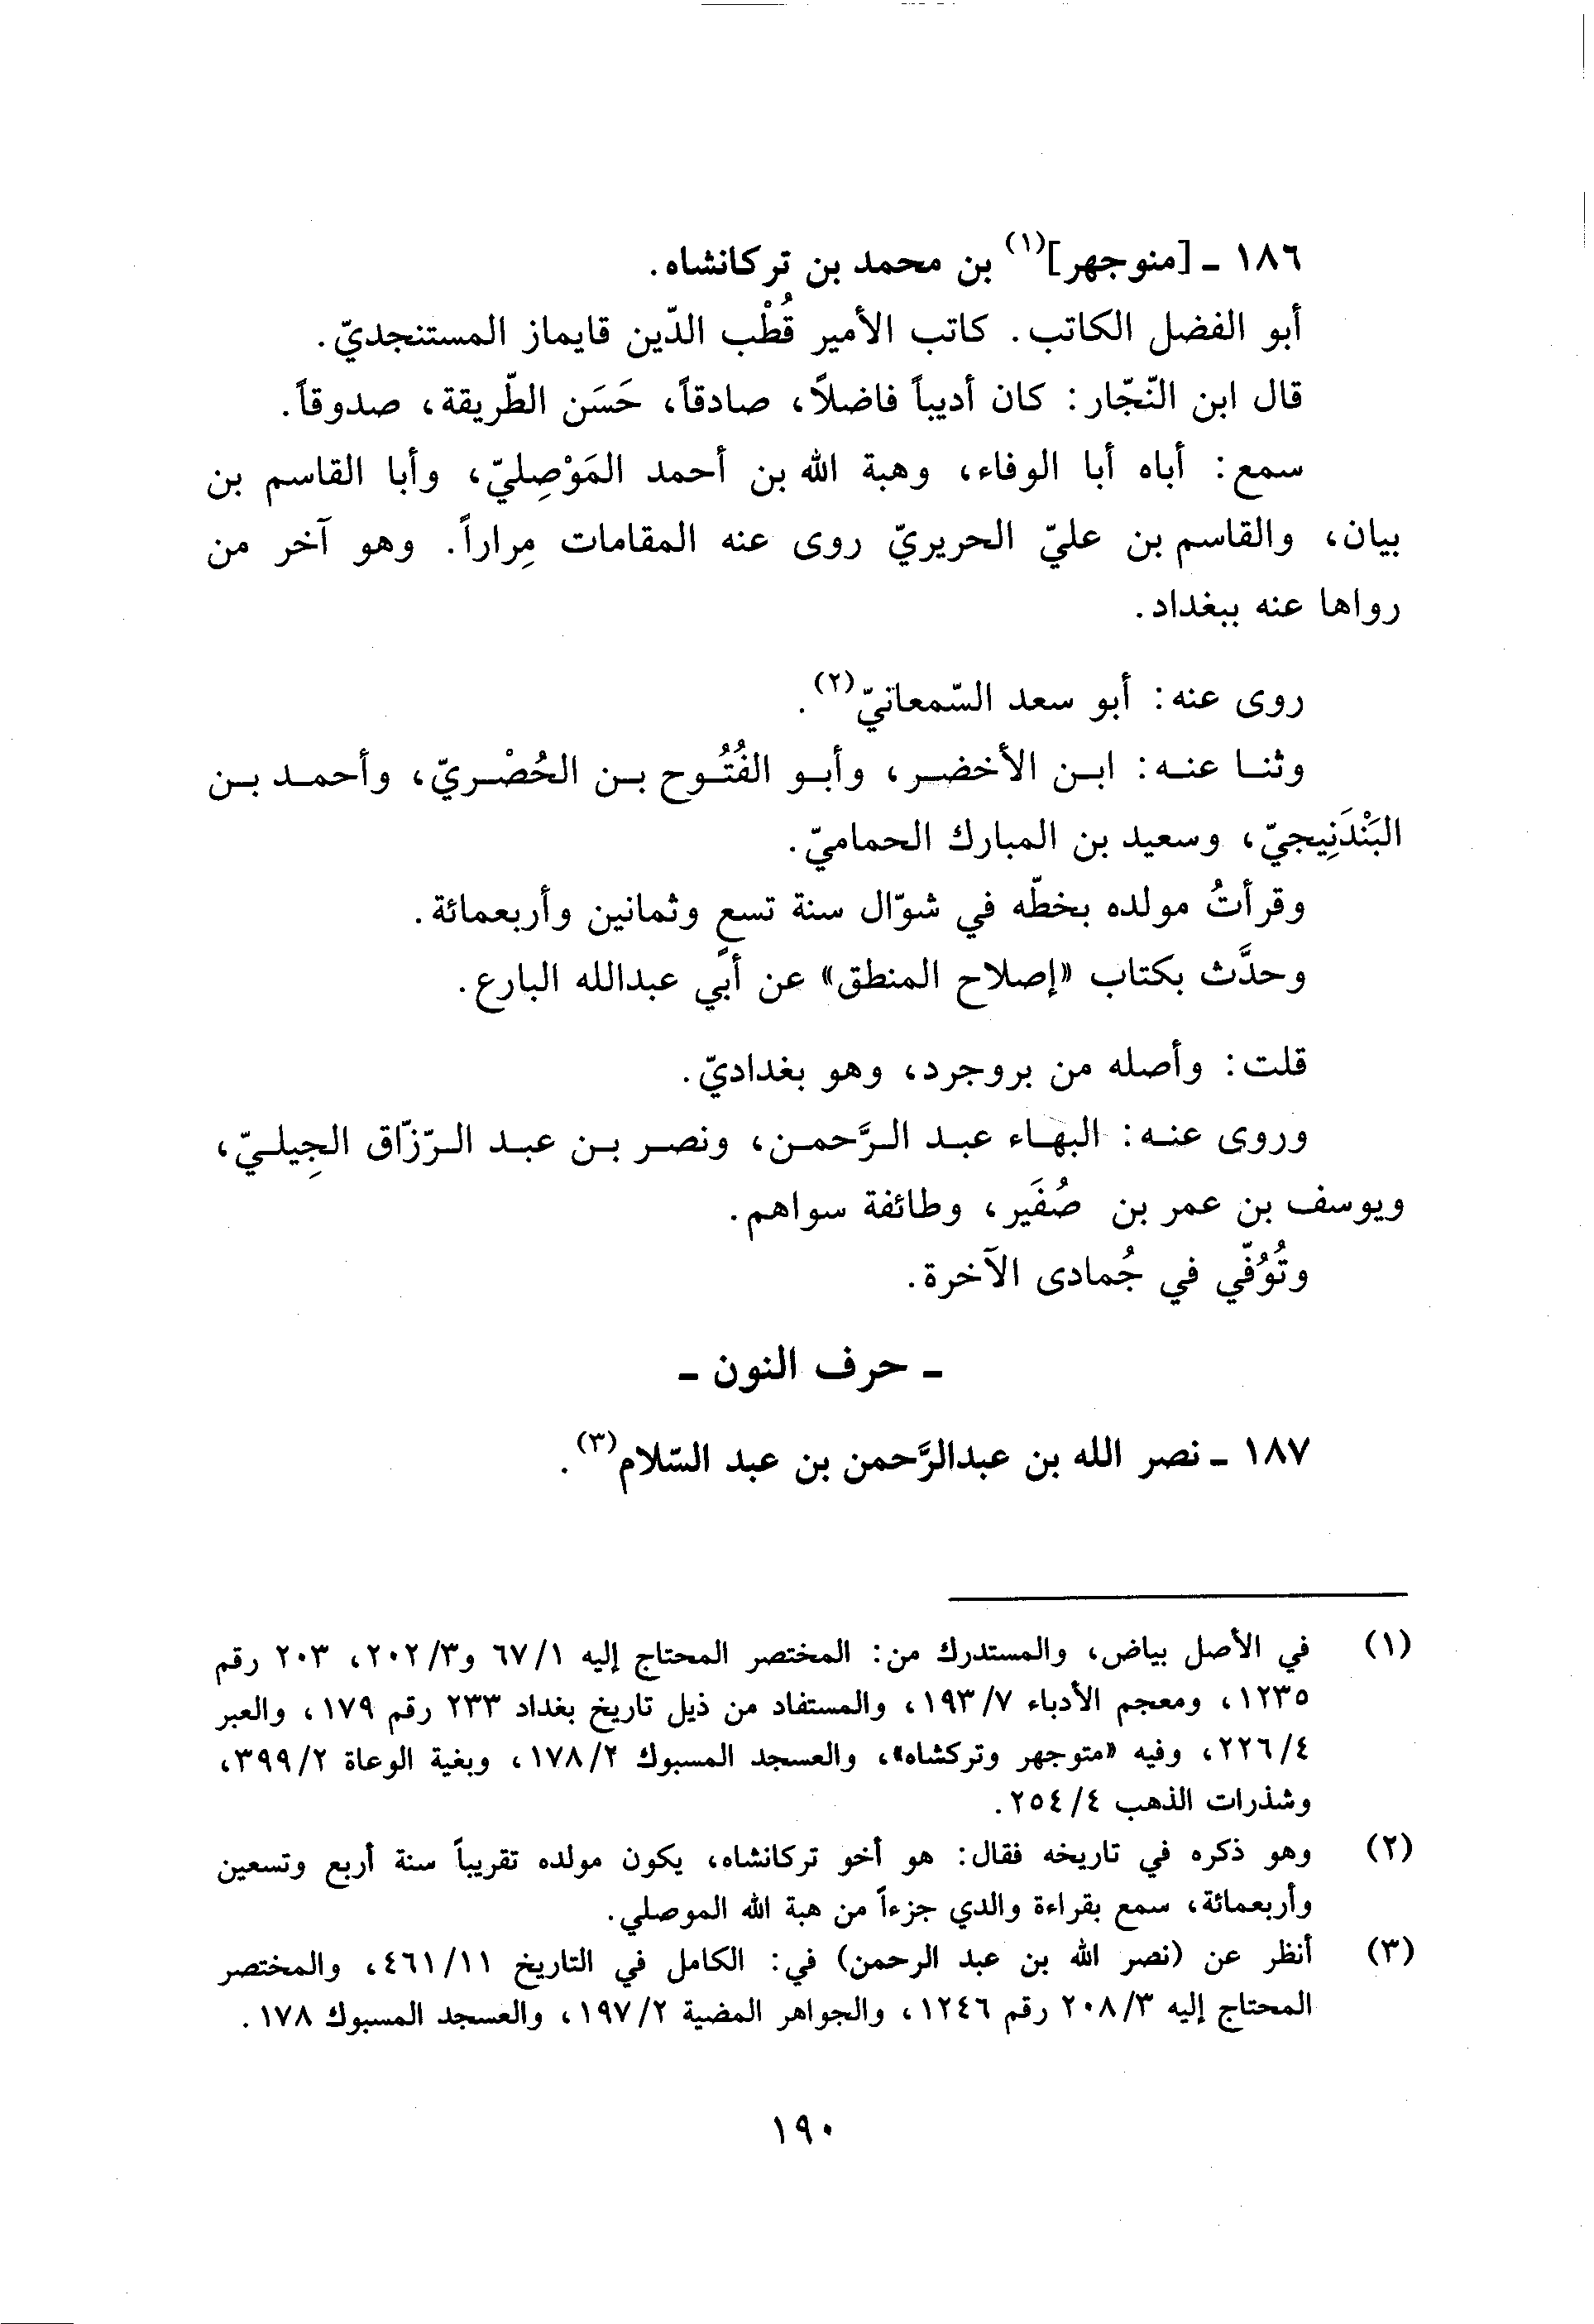 ١٨٦ ـ [منوجهر]⁽¹⁾ بن محمد بن تركانشاه.
أبو الفضل الكاتب. كاتب الأمير قُطْب الدّين قايماز المستنجديّ.
قال ابن النّجّار: كان أديباً فاضلاً، صادقاً، حَسَن الطّريقة، صدوقاً.
سمع: أباه أبا الوفاء، وهبة الله بن أحمد المَوْصِليّ، وأبا القاسم بن
بيان، والقاسم بن عليّ الحريريّ روى عنه المقامات مِراراً. وهو آخر من
رواها عنه ببغداد.
روى عنه: أبو سعد السّمعانيّ(٢).
وثنا عنه: ابن الأخضر، وأبو الفُتُوح بن الحُصْريّ، وأحمد بن
البَنْدَنِيجيّ، وسعيد بن المبارك الحماميّ.
وقرأتُ مولده بخطّه في شوّال سنة تسعٍ وثمانين وأربعمائة.
وحدَّث بكتاب «إصلاح المنطق» عن أبي عبدالله البارع.
قلت: وأصله من بروجرد، وهو بغداديّ.
وروى عنه: البهاء عبد الرَّحمن، ونصر بن عبد الرّزّاق الجِيليّ،
ويوسف بن عمر بن صُفَير، وطائفة سواهم.
وتُوُفّي في جُمادى الآخرة.
ـ حرف النون ـ
١٨٧ ـ نصر الله بن عبدالرَّحمن بن عبد السّلام(٣).
(١) في الأصل بياض، والمستدرك من: المختصر المحتاج إليه ٦٧/١ و٢٠٢/٣، ٢٠٣ رقم
١٢٣٥، ومعجم الأدباء ١٩٣/٧، والمستفاد من ذيل تاريخ بغداد ٢٣٣ رقم ١٧٩، والعبر
٢٢٦/٤، وفيه «متوجهر وتركشاه»، والعسجد المسبوك ١٧٨/٢، وبغية الوعاة ٣٩٩/٢،
وشذرات الذهب ٢٥٤/٤.
(٢) وهو ذكره في تاريخه فقال: هو أخو تركانشاه، يكون مولده تقريباً سنة أربع وتسعين
وأربعمائة، سمع بقراءة والدي جزءاً من هبة الله الموصلي.
(٣) أنظر عن (نصر الله بن عبد الرحمن) في: الكامل في التاريخ ٤٦١/١١، والمختصر
المحتاج إليه ٢٠٨/٣ رقم ١٢٤٦، والجواهر المضية ١٩٧/٢، والعسجد المسبوك ١٧٨.
١٩٠